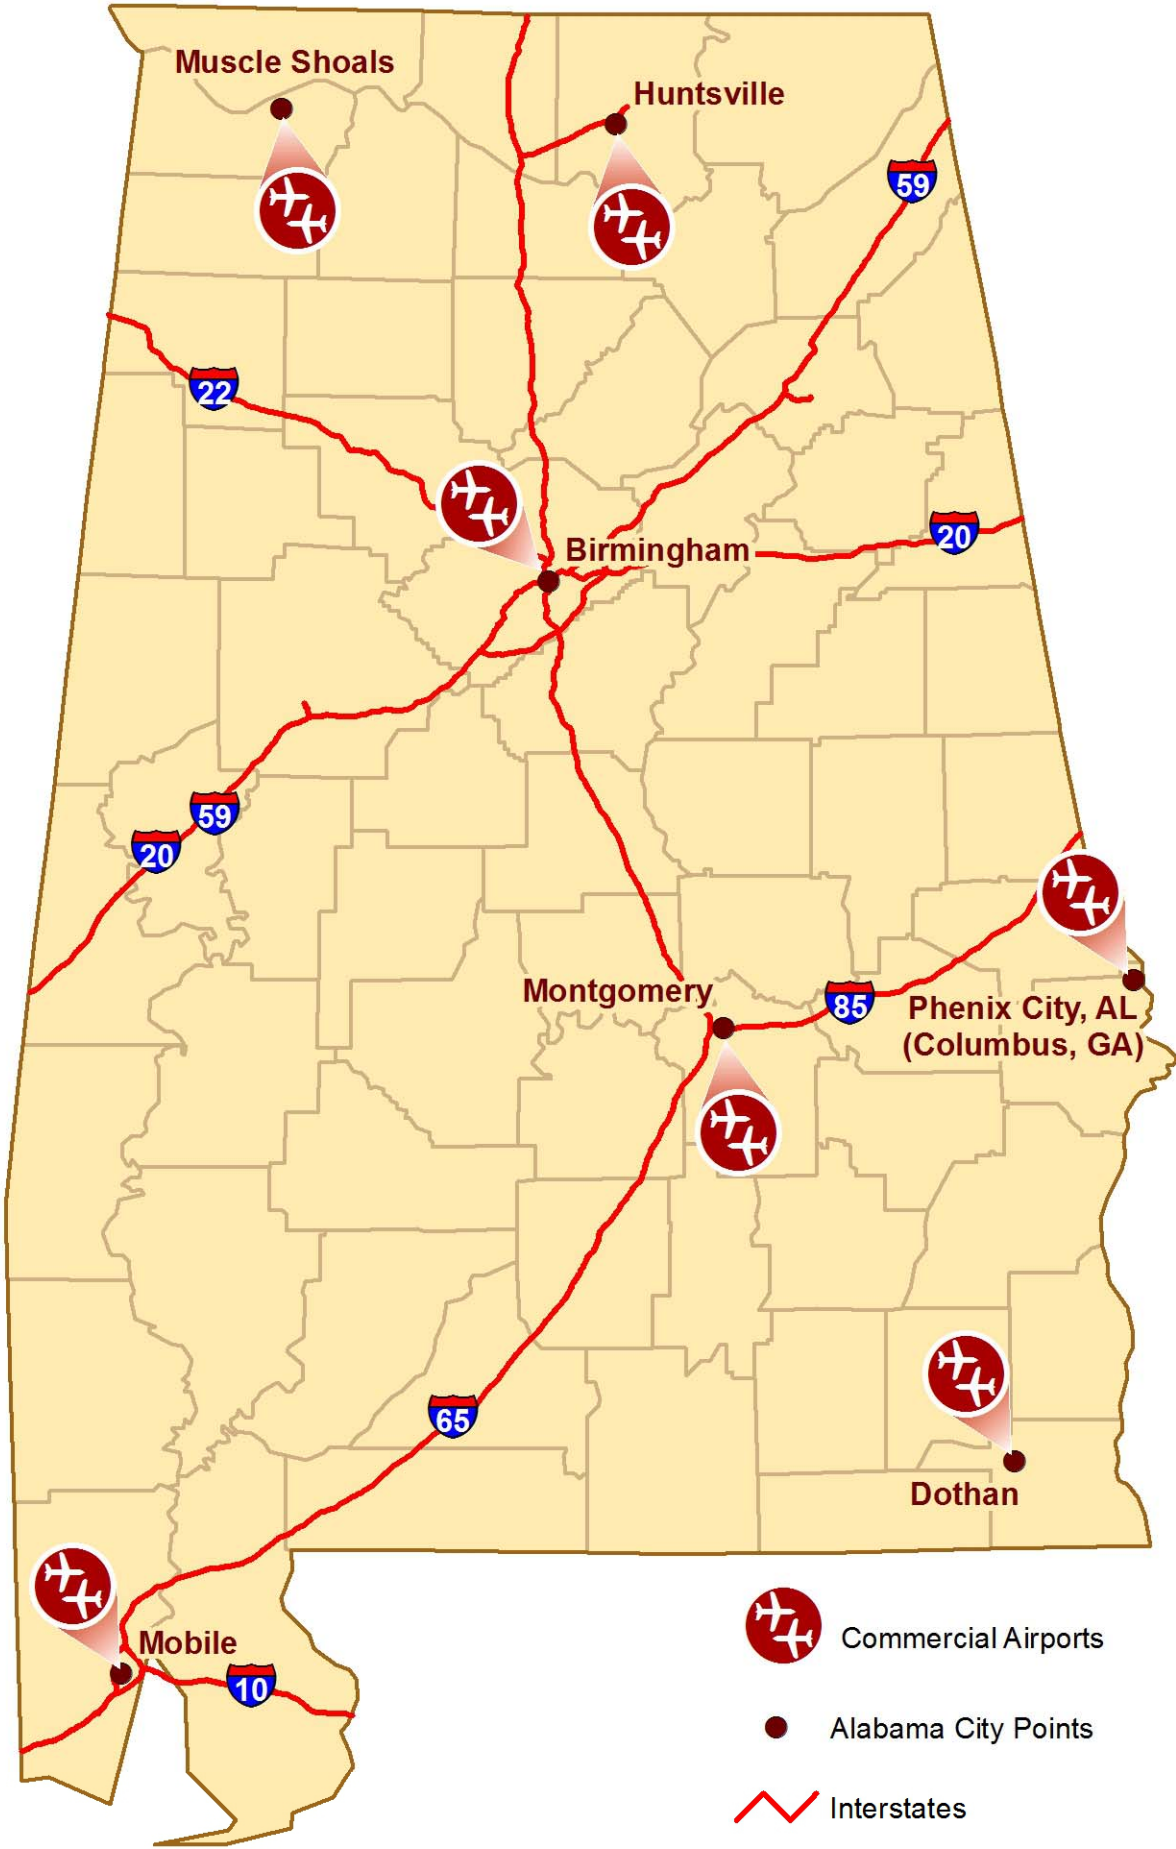 Muscle Shoals
Huntsville
59
22
Birmingham
20
59
20
Montgomery
85
Phenix City, AL
(Columbus, GA)
65
Dothan
Mobile
10
Commercial Airports
Alabama City Points
Interstates